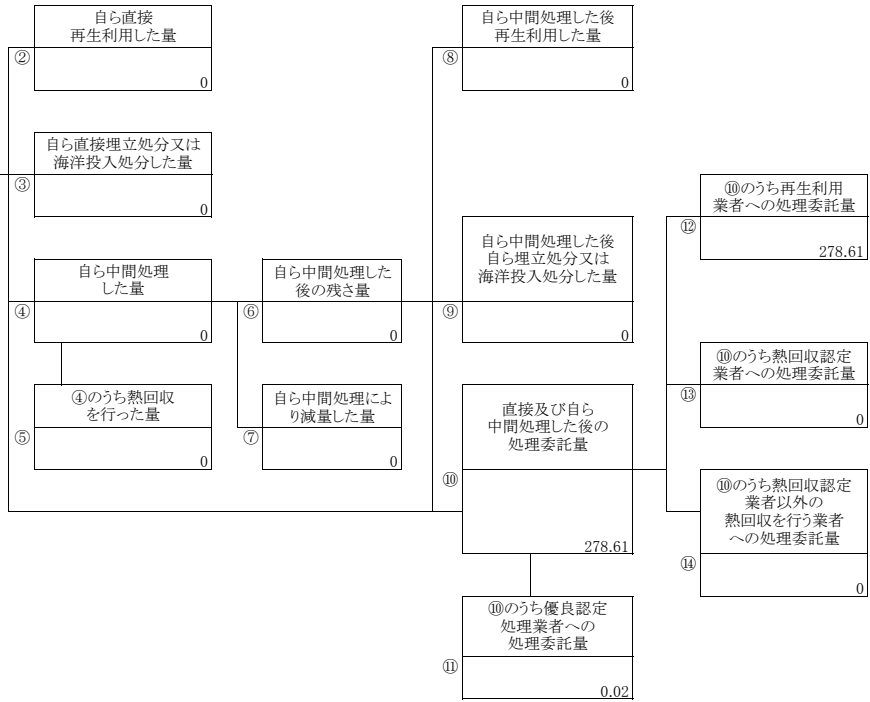 自ら直接
再生利用した量
②
0
自ら直接埋立処分又は
海洋投入処分した量
③
0
自ら中間処理
した量
④
0
④のうち熱回収
を行った量
⑤
0
自ら中間処理した
後の残さ量
⑥
0
自ら中間処理によ
り減量した量
⑦
0
自ら中間処理した後
再生利用した量
⑧
0
自ら中間処理した後
自ら埋立処分又は
海洋投入処分した量
⑨
0
直接及び自ら
中間処理した後の
処理委託量
⑩
278.61
⑩のうち優良認定
処理業者への
処理委託量
⑪
0.02
⑩のうち再生利用
業者への処理委託量
⑫
278.61
⑩のうち熱回収認定
業者への処理委託量
⑬
0
⑩のうち熱回収認定
業者以外の
熱回収を行う業者
への処理委託量
⑭
0